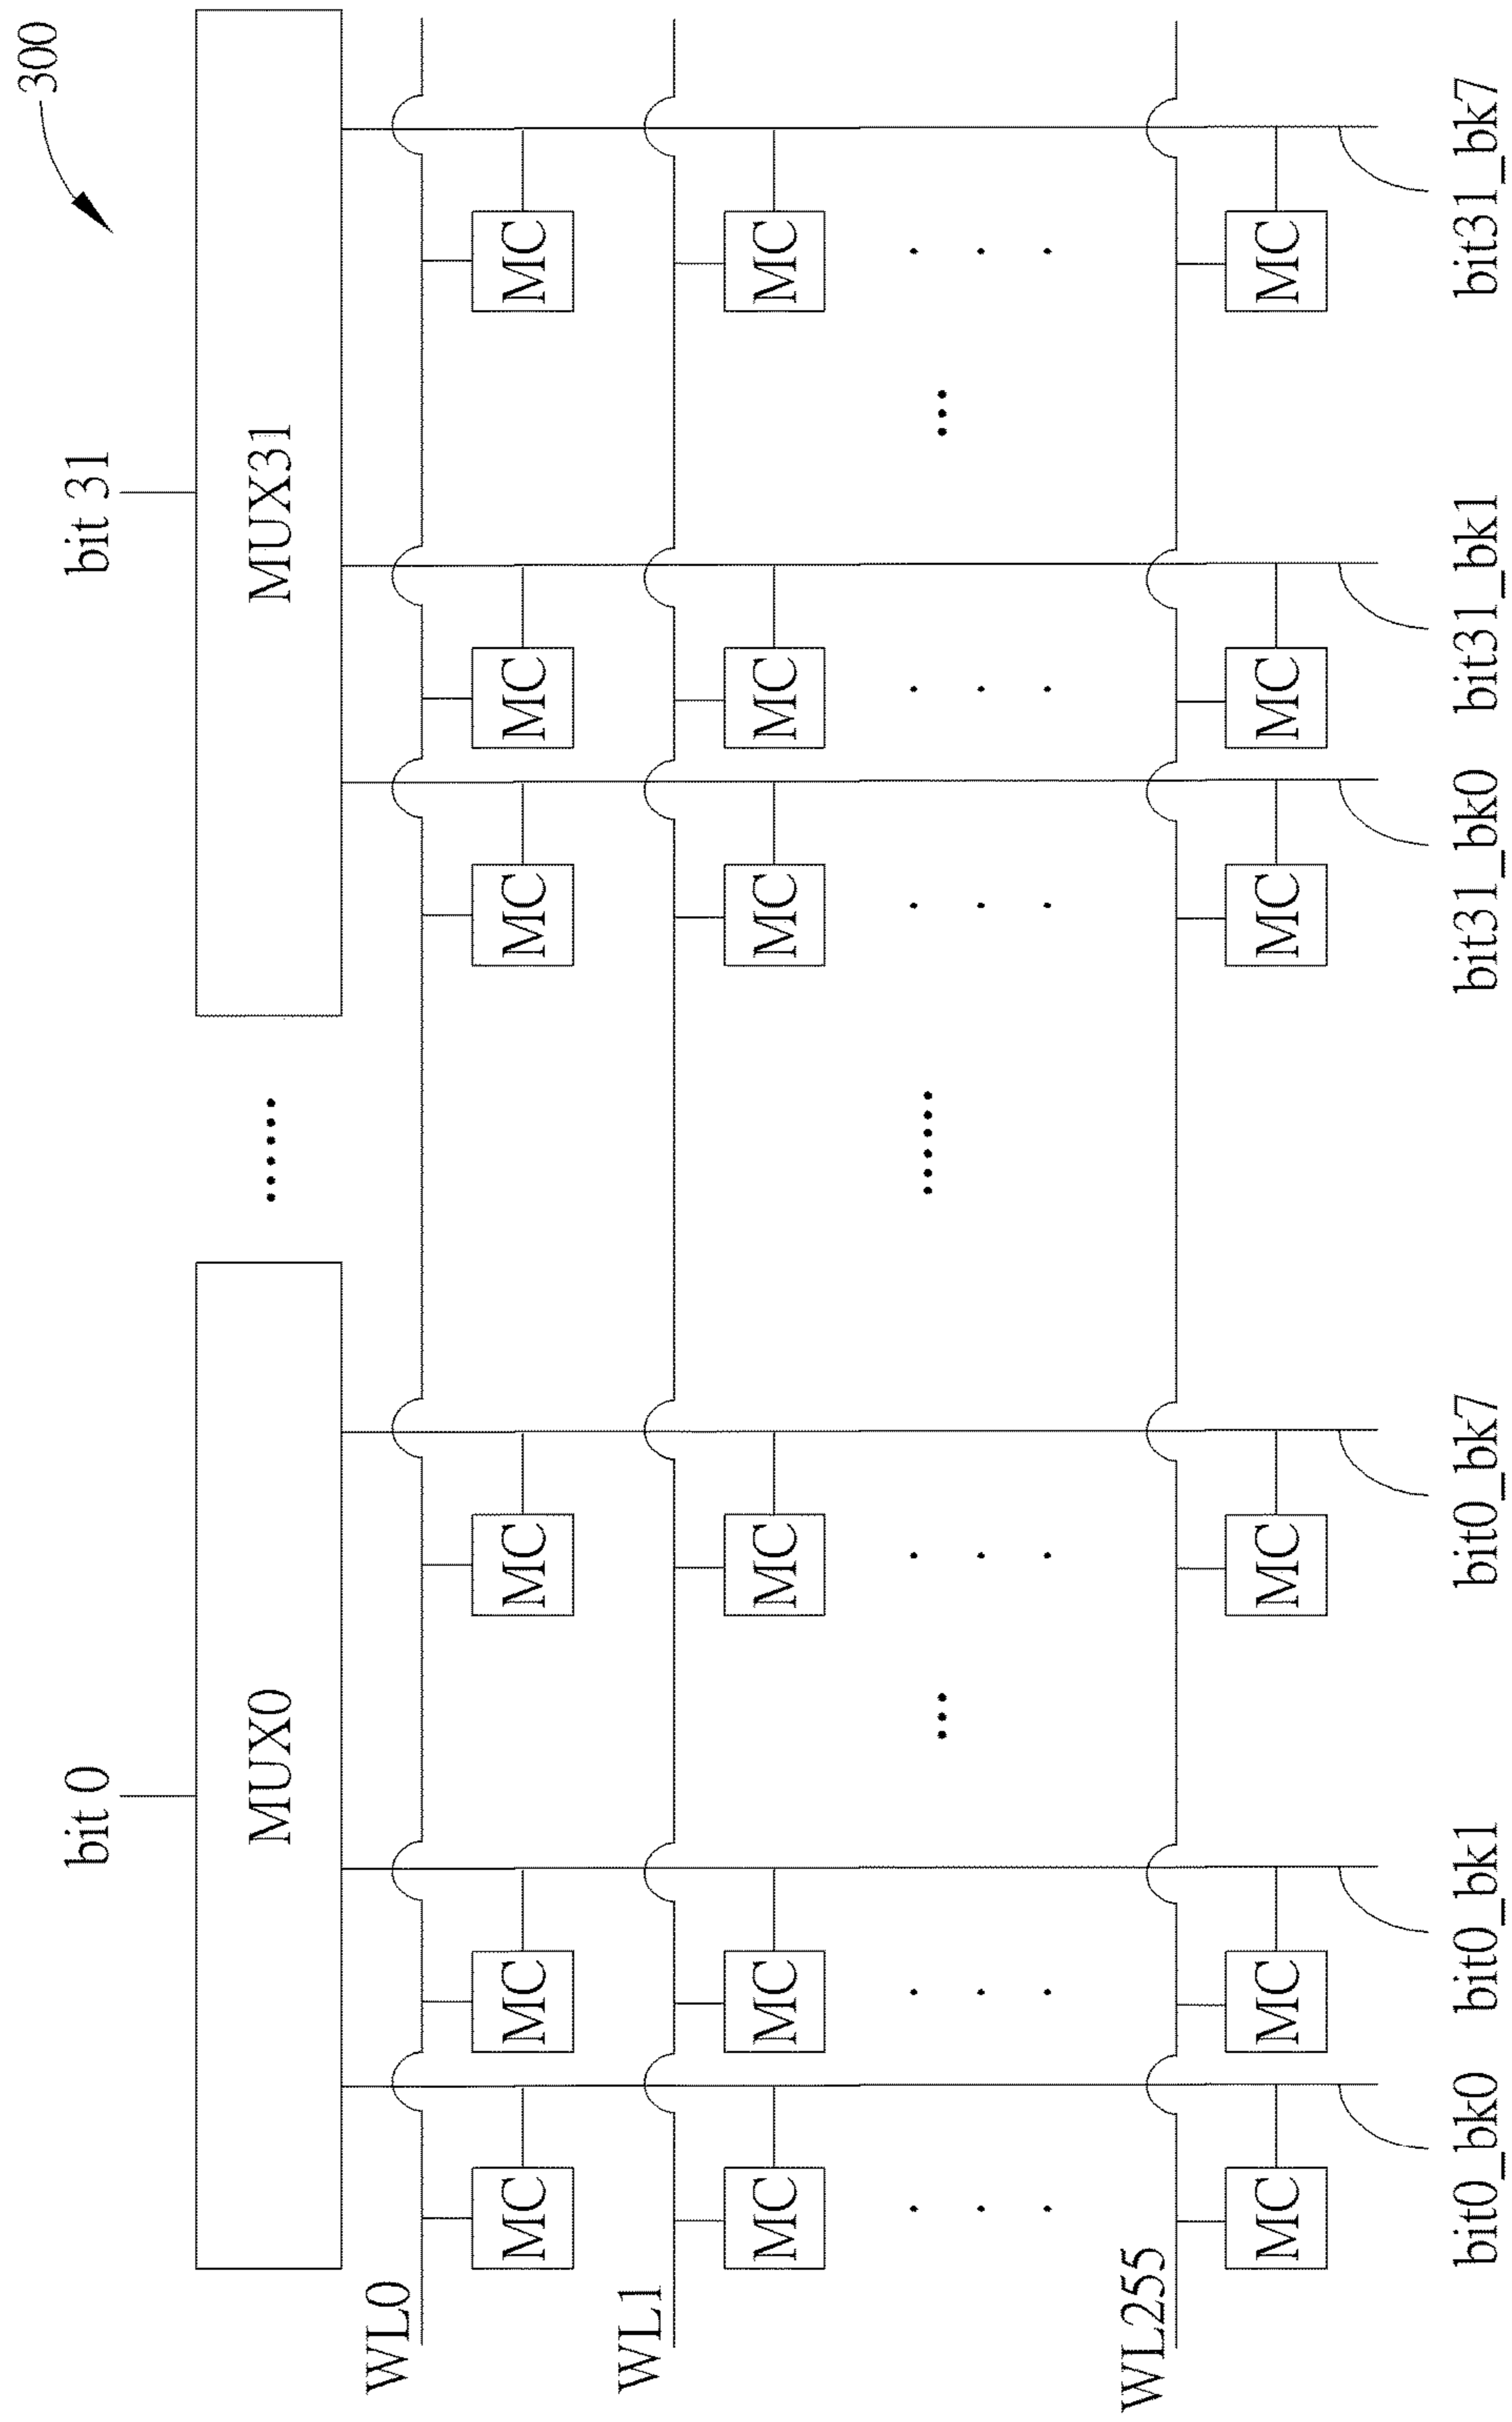 300
bit 0
bit 31
MUX0
MUX31
WL0
MC MC MC MC MC MC
WL1
MC MC MC MC MC MC
WL255
MC MC MC MC MC MC
bit0_bk0 bit0_bk1 bit0_bk7 bit31_bk0 bit31_bk1 bit31_bk7